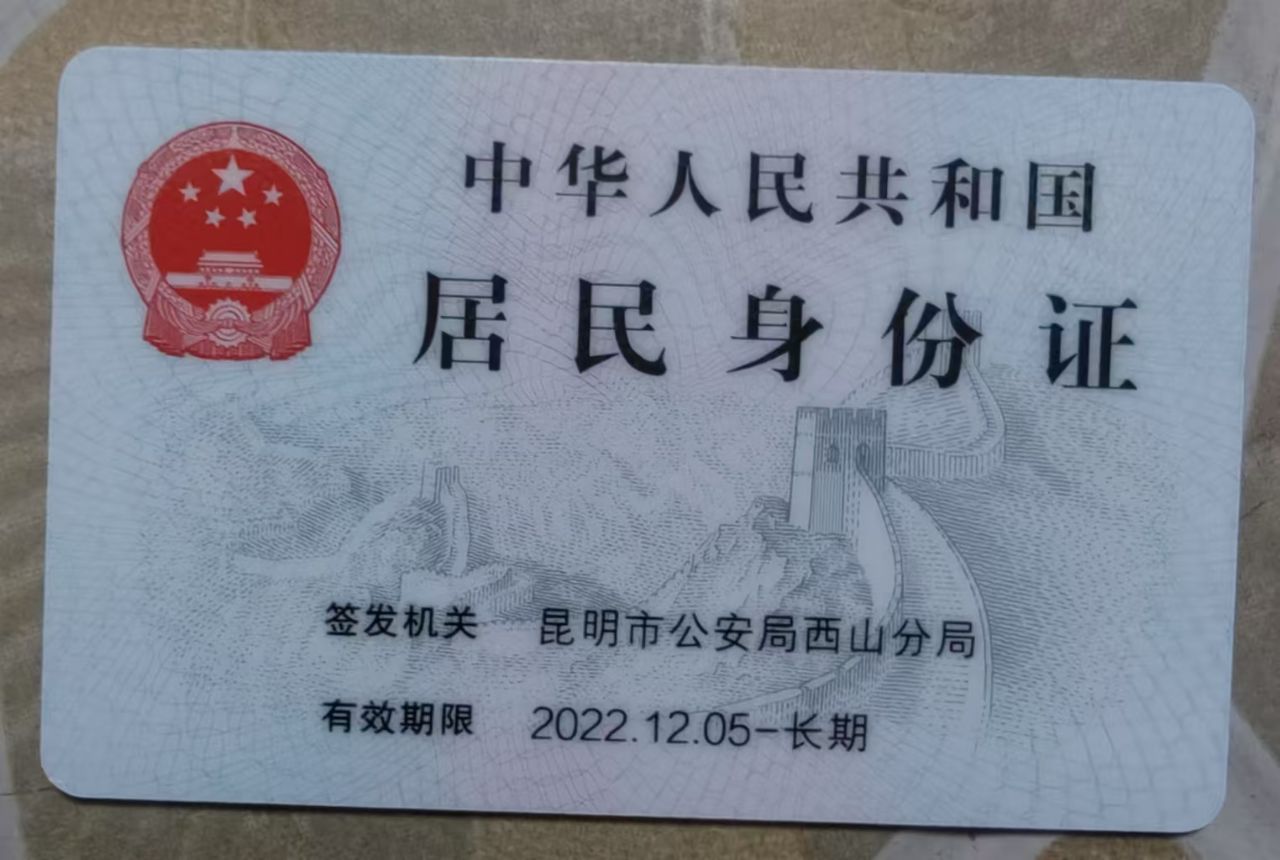 中华人民共和国
居民身份证
签发机关 昆明市公安局西山分局
有效期限 2022.12.05-长期